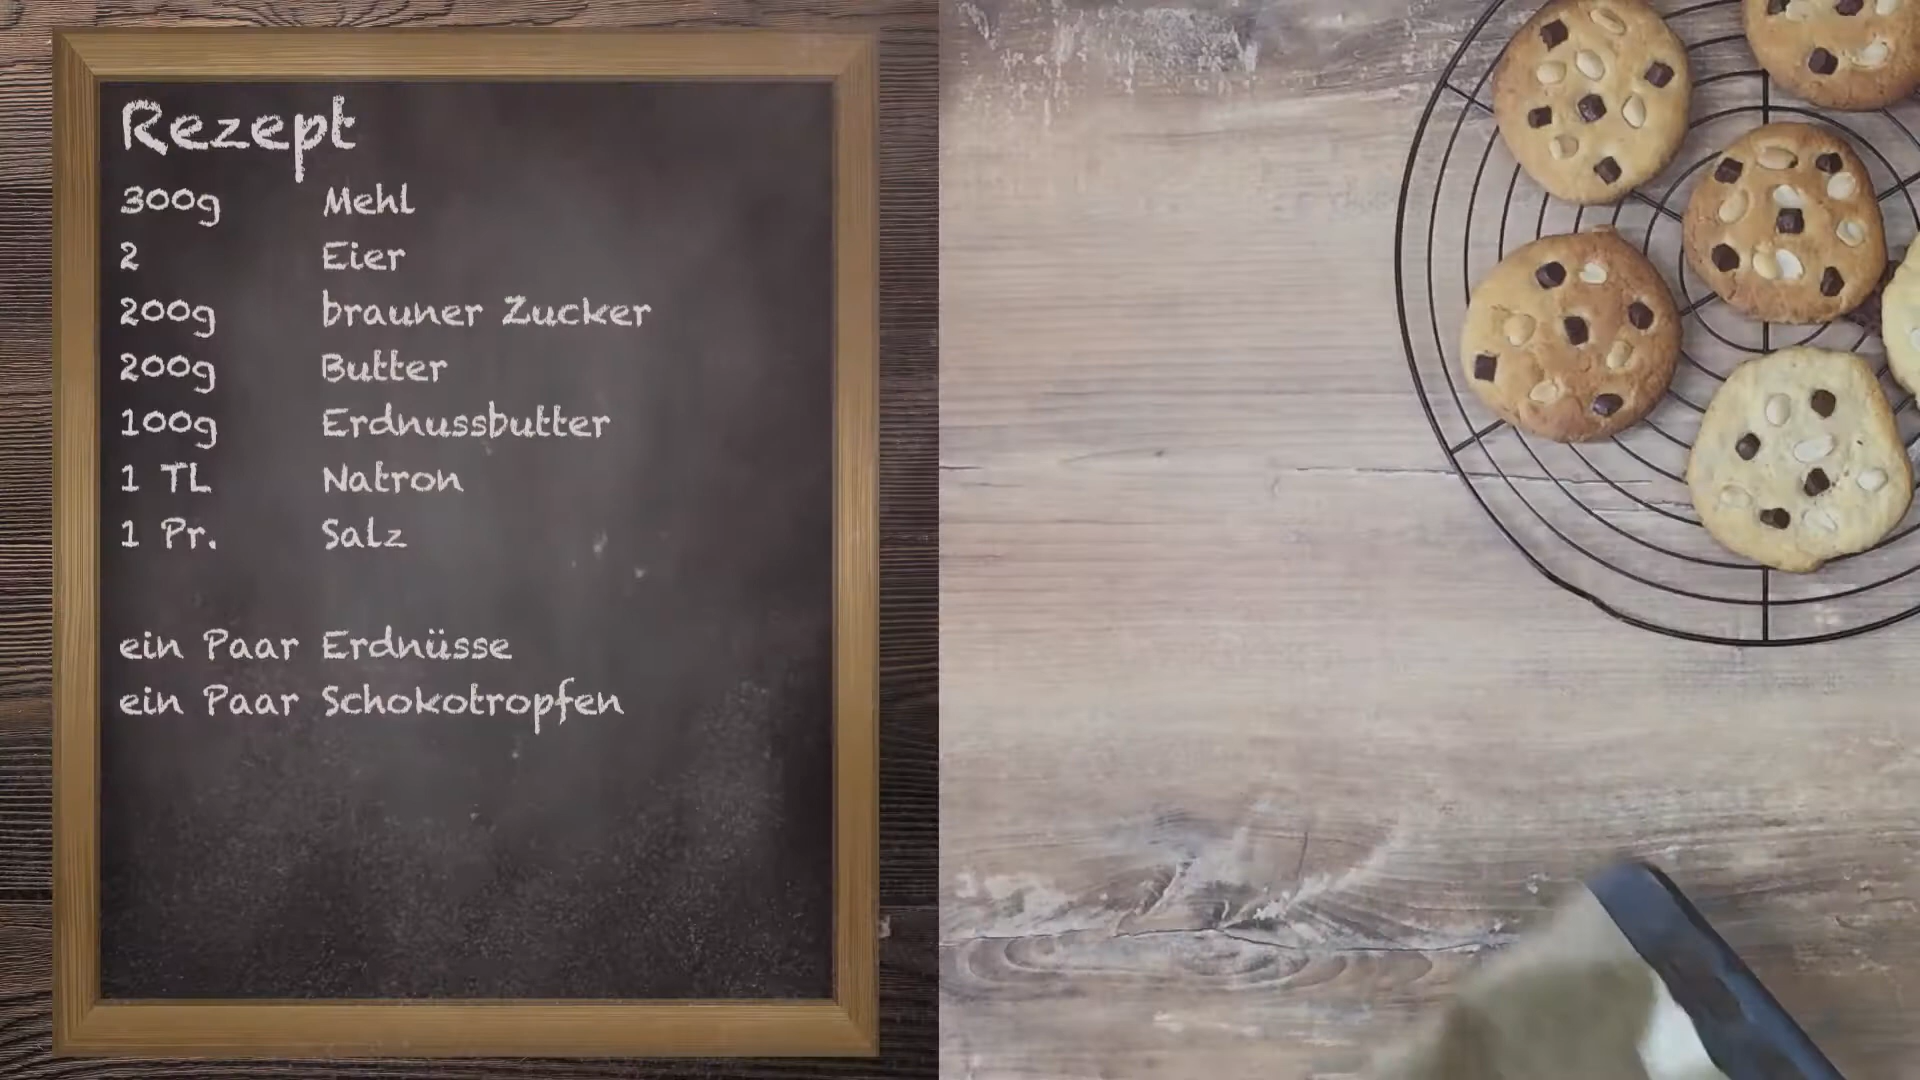 Rezept
300g Mehl
2 Eier
200g brauner Zucker
200g Butter
100g Erdnussbutter
1 TL Natron
1 Pr. Salz
ein Paar Erdnüsse
ein Paar Schokotropfen